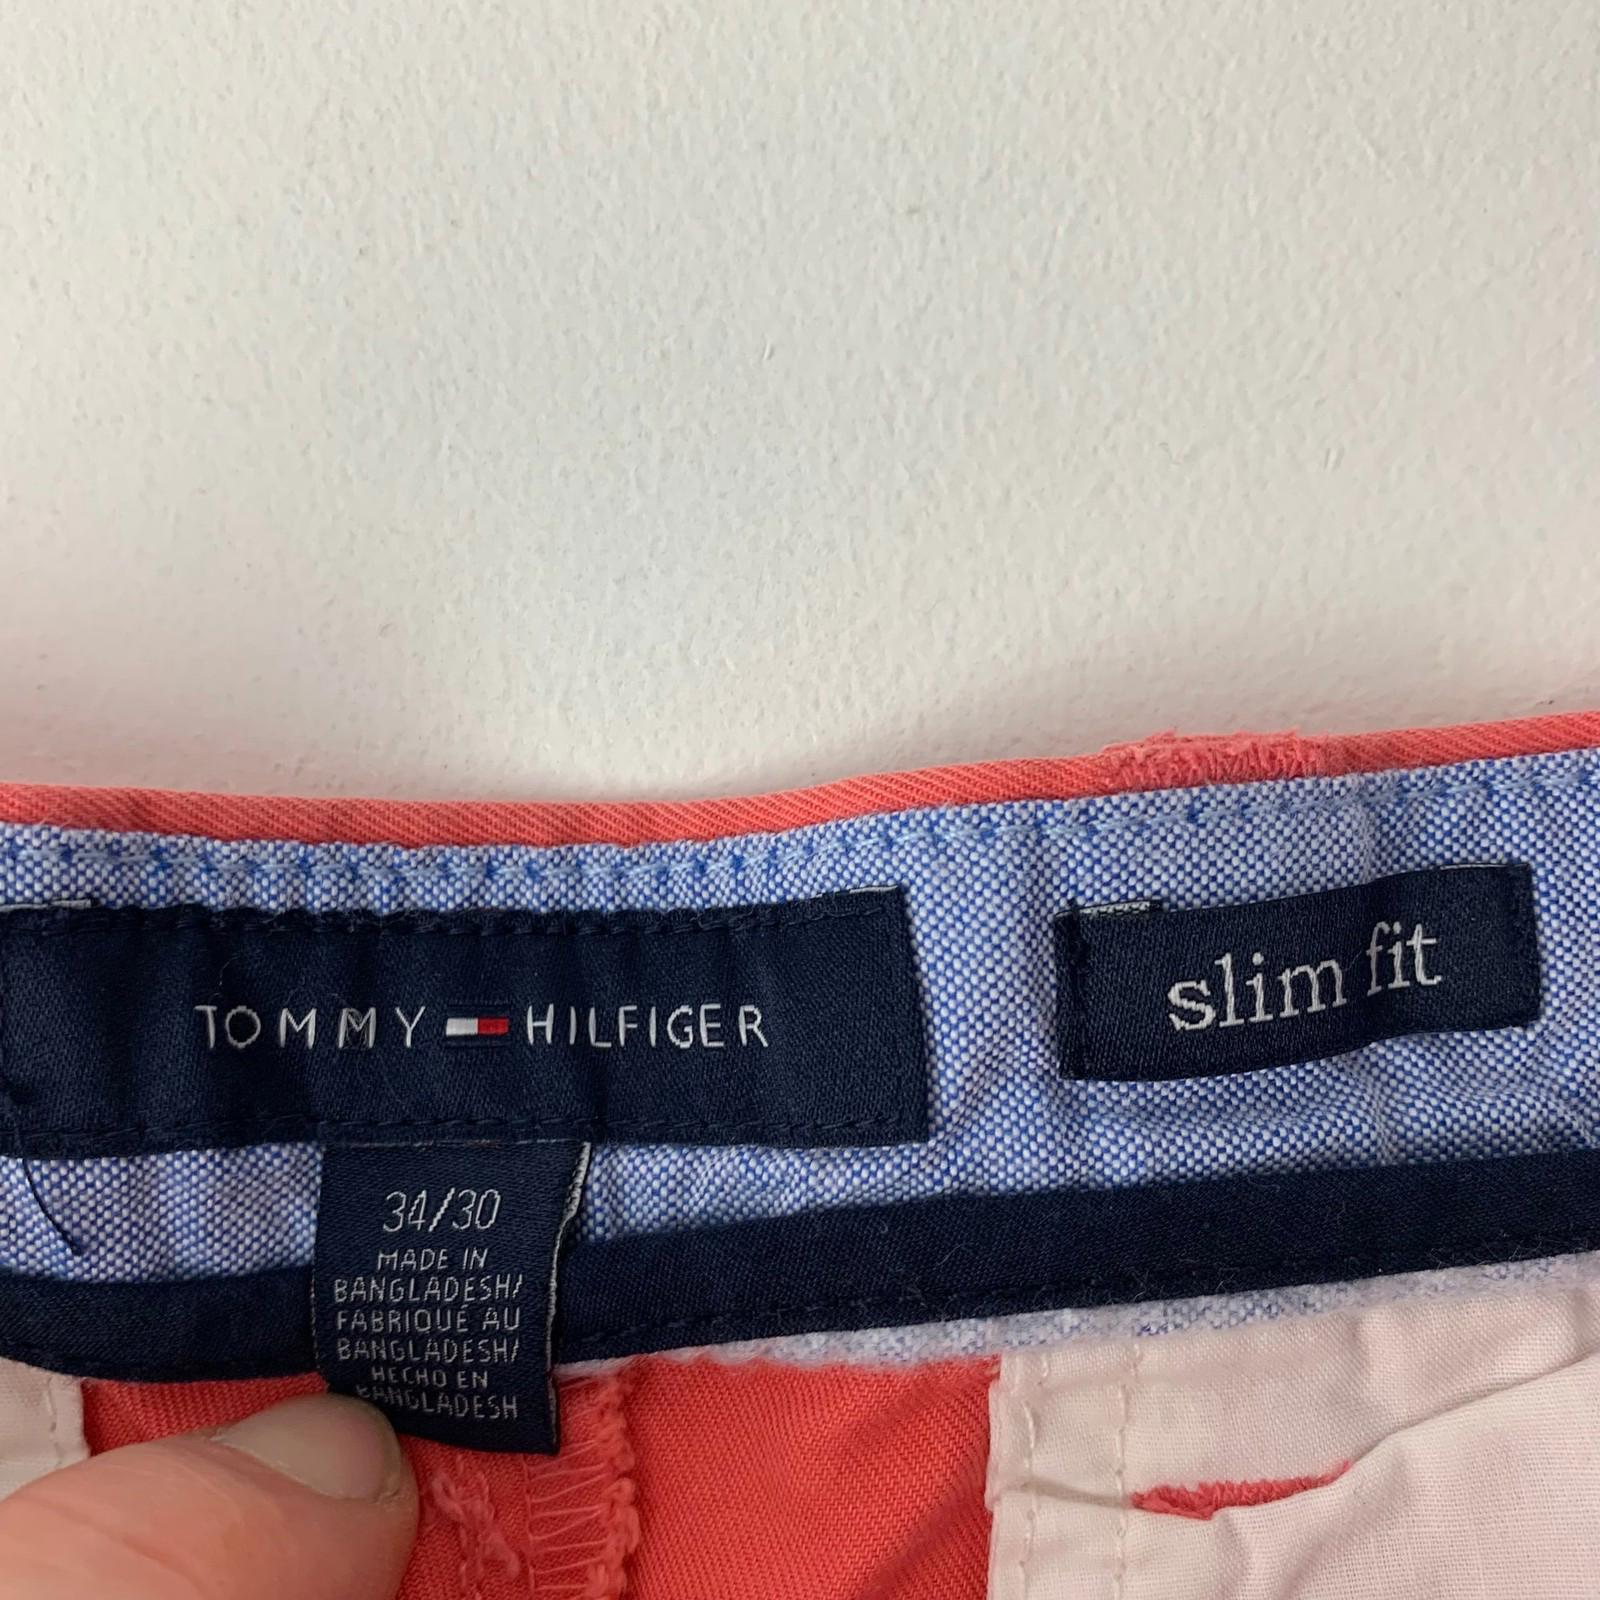 TOMMY HILFIGER
slim fit
34/30
MADE IN
BANGLADESH/
FABRIQUÉ AU
BANGLADESH/
HECHO EN
BANGLADESH